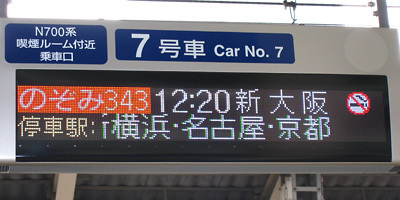 N700系
喫煙ルーム付近
乗車口
7号車 Car No. 7
のぞみ343 12:20 新大阪
停車駅:横浜・名古屋・京都